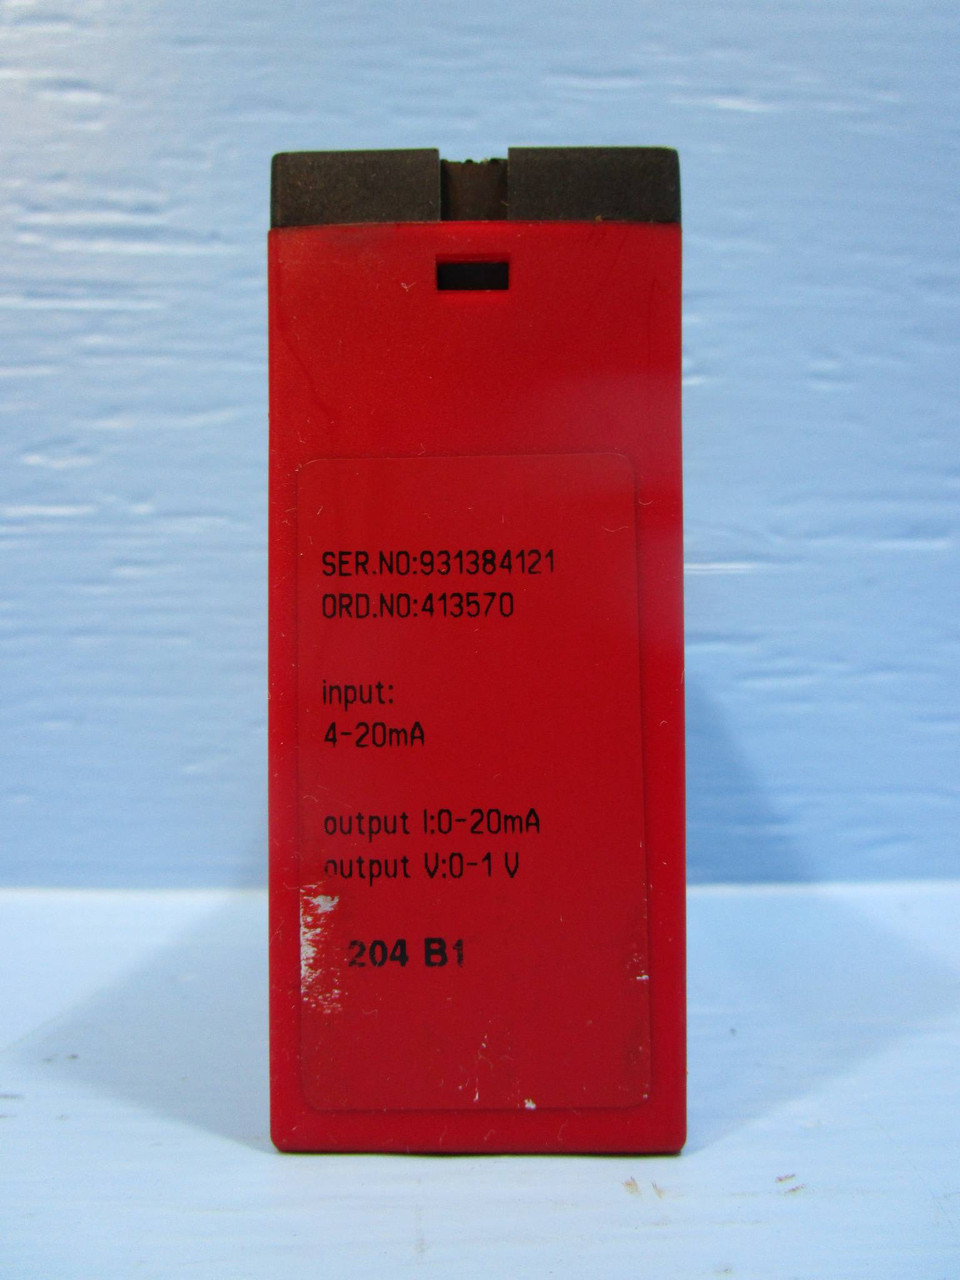 SER.NO:931384121
ORD.NO:413570
input:
4-20mA
output I:0-20mA
output V:0-1 V
204 B1